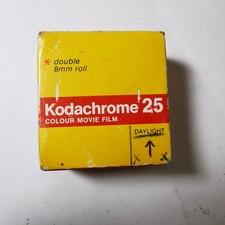 * double
8mm roll
Kodachrome 25
COLOUR MOVIE FILM
DAYLIGHT